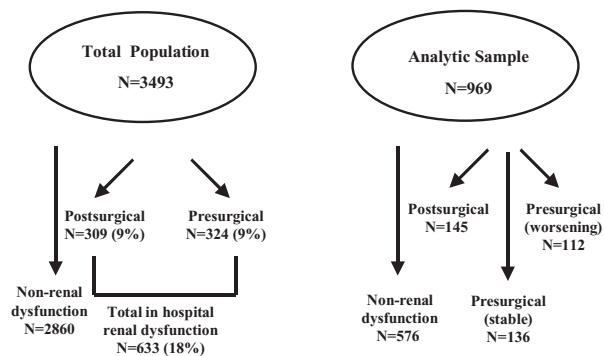 Total Population
N=3493
Postsurgical
N=309 (9%)
Presurgical
N=324 (9%)
Non-renal
dysfunction
N=2860
Total in hospital
renal dysfunction
N=633 (18%)
Analytic Sample
N=969
Postsurgical
N=145
Presurgical
(worsening)
N=112
Non-renal
dysfunction
N=576
Presurgical
(stable)
N=136